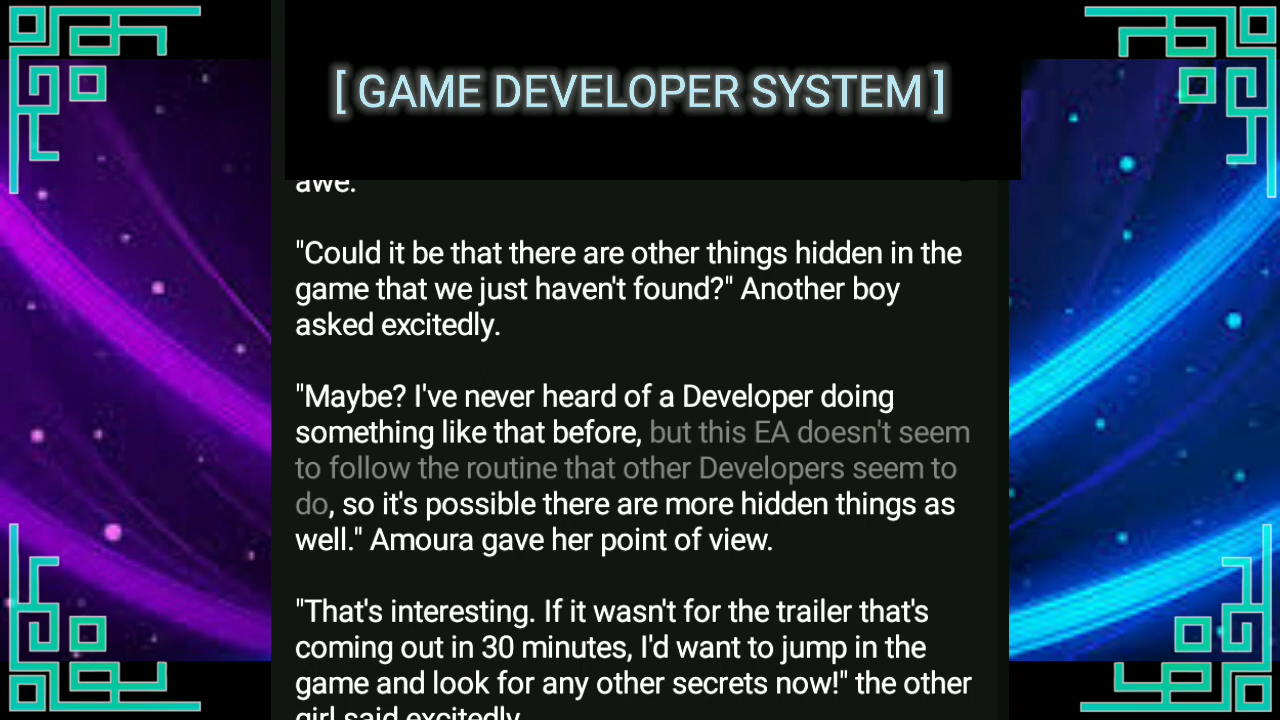 [ GAME DEVELOPER SYSTEM ]
awe.
"Could it be that there are other things hidden in the
game that we just haven't found?" Another boy
asked excitedly.
"Maybe? I've never heard of a Developer doing
something like that before, but this EA doesn't seem
to follow the routine that other Developers seem to
do, so it's possible there are more hidden things as
well." Amoura gave her point of view.
"That's interesting. If it wasn't for the trailer that's
coming out in 30 minutes, I'd want to jump in the
game and look for any other secrets now!" the other
girl said excitedly.